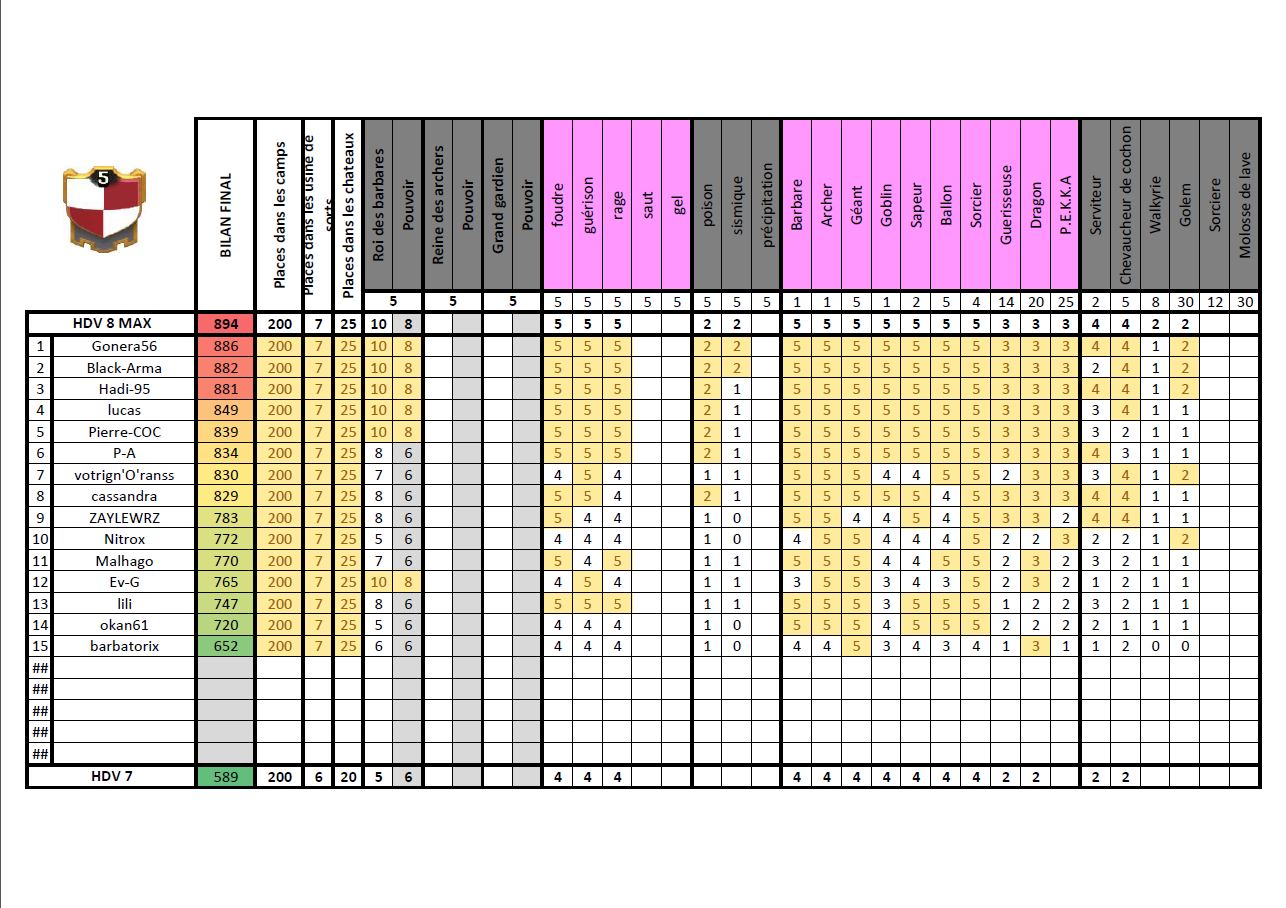 5
BILAN FINAL
Places dans les camps
Places dans les usine de sorts
Places dans les chateaux
Roi des barbares
Pouvoir
Reine des archers
Pouvoir
Grand gardien
Pouvoir
foudre
guérison
rage
saut
gel
poison
sismique
précipitation
Barbare
Archer
Géant
Goblin
Sapeur
Ballon
Sorcier
Guerisseuse
Dragon
P.E.K.K.A
Serviteur
Chevaucheur de cochon
Walkyrie
Golem
Sorciere
Molosse de lave
5 5 5 5 5 5 5 5 5 5 5 1 1 5 1 2 5 4 14 20 25 2 5 8 30 12 30
HDV 8 MAX 894 200 7 25 10 8 5 5 5 2 2 5 5 5 5 5 5 5 3 3 3 4 4 2 2
1 Gonera56 886 200 7 25 10 8 5 5 5 2 2 5 5 5 5 5 5 5 3 3 3 4 4 1 2
2 Black-Arma 882 200 7 25 10 8 5 5 5 2 2 5 5 5 5 5 5 5 3 3 3 2 4 1 2
3 Hadi-95 881 200 7 25 10 8 5 5 5 2 1 5 5 5 5 5 5 5 3 3 3 4 4 1 2
4 lucas 849 200 7 25 10 8 5 5 5 2 1 5 5 5 5 5 5 5 3 3 3 3 4 1 1
5 Pierre-COC 839 200 7 25 10 8 5 5 5 2 1 5 5 5 5 5 5 5 3 3 3 3 2 1 1
6 P-A 834 200 7 25 8 6 5 5 5 2 1 5 5 5 5 5 5 5 3 3 3 4 3 1 1
7 votrign'O'ranss 830 200 7 25 7 6 4 5 4 1 1 5 5 5 4 4 5 5 2 3 3 3 4 1 2
8 cassandra 829 200 7 25 8 6 5 5 4 2 1 5 5 5 5 5 4 5 3 3 3 4 4 1 1
9 ZAYLEWRZ 783 200 7 25 8 6 5 4 4 1 0 5 5 4 4 5 4 5 3 3 2 4 4 1 1
10 Nitrox 772 200 7 25 5 6 4 4 4 1 0 4 5 5 4 4 4 5 2 2 3 2 2 1 2
11 Malhago 770 200 7 25 7 6 5 4 5 1 1 5 5 5 4 4 5 5 2 3 2 3 2 1 1
12 Ev-G 765 200 7 25 10 8 4 5 4 1 1 3 5 5 3 4 3 5 2 3 2 1 2 1 1
13 lili 747 200 7 25 8 6 5 5 5 1 1 5 5 5 3 5 5 5 1 2 2 3 2 1 1
14 okan61 720 200 7 25 5 6 4 4 4 1 0 5 5 5 4 5 5 5 2 2 2 2 1 1 1
15 barbatorix 652 200 7 25 6 6 4 4 4 1 0 4 4 5 3 4 3 4 1 3 1 1 2 0 0
##
##
##
##
##
HDV 7 589 200 6 20 5 6 4 4 4 4 4 4 4 4 4 4 2 2 2 2